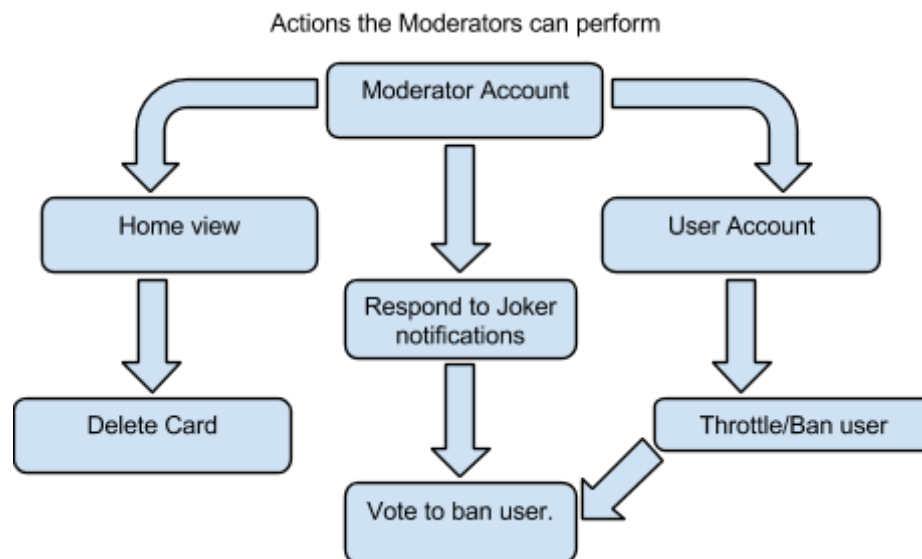 Actions the Moderators can perform
Moderator Account
Home view
User Account
Respond to Joker
notifications
Delete Card
Throttle/Ban user
Vote to ban user.